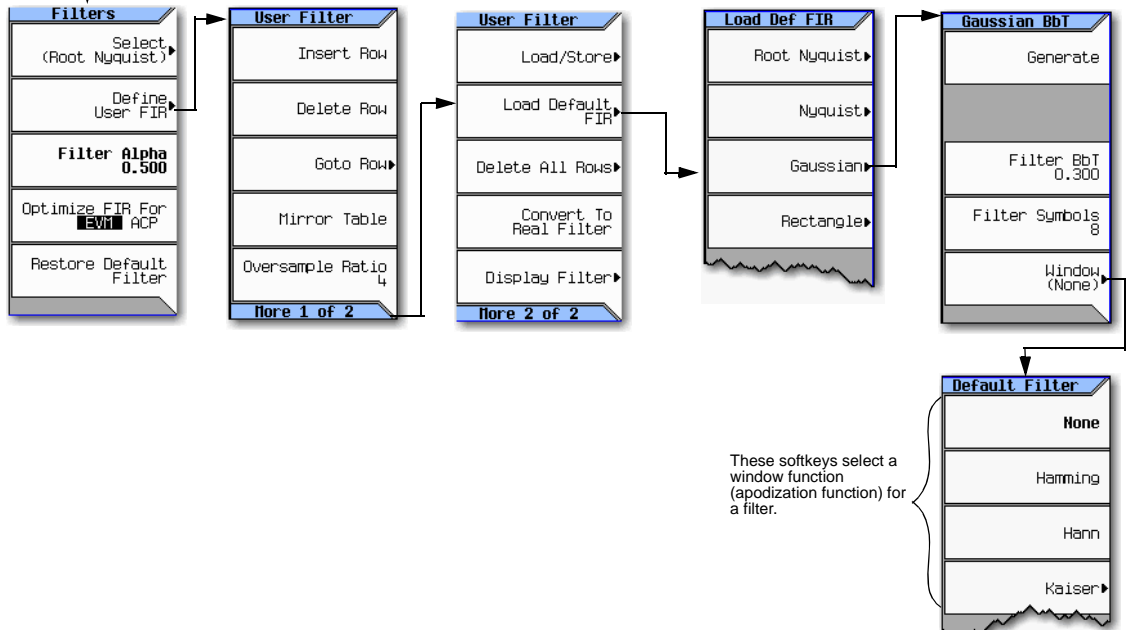 Filters
Select
(Root Nyquist)
Define
User FIR
Filter Alpha
0.500
Optimize FIR For
EVM ACP
Restore Default
Filter
User Filter
Insert Row
Delete Row
Goto Row
Mirror Table
Oversample Ratio
4
More 1 of 2
User Filter
Load/Store
Load Default
FIR
Delete All Rows
Convert To
Real Filter
Display Filter
More 2 of 2
Load Def FIR
Root Nyquist
Nyquist
Gaussian
Rectangle
Gaussian BbT
Generate
Filter BbT
0.300
Filter Symbols
8
Window
(None)
Default Filter
None
Hamming
Hann
Kaiser
These softkeys select a
window function
(apodization function) for
a filter.